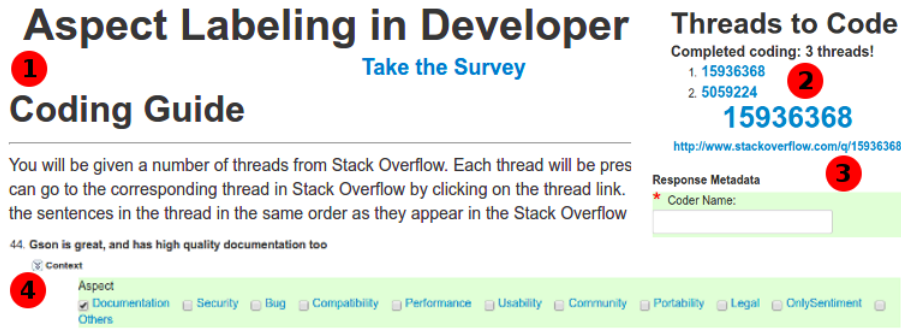 Aspect Labeling in Developer
1
Take the Survey
Coding Guide
You will be given a number of threads from Stack Overflow. Each thread will be pres
can go to the corresponding thread in Stack Overflow by clicking on the thread link.
the sentences in the thread in the same order as they appear in the Stack Overflow
Threads to Code
Completed coding: 3 threads!
1. 15936368
2. 5059224
2
15936368
http://www.stackoverflow.com/q/15936368
3
Response Metadata
* Coder Name:
44. Gson is great, and has high quality documentation too
Context
4
Aspect
Documentation Security Bug Compatibility Performance Usability Community Portability Legal OnlySentiment
Others